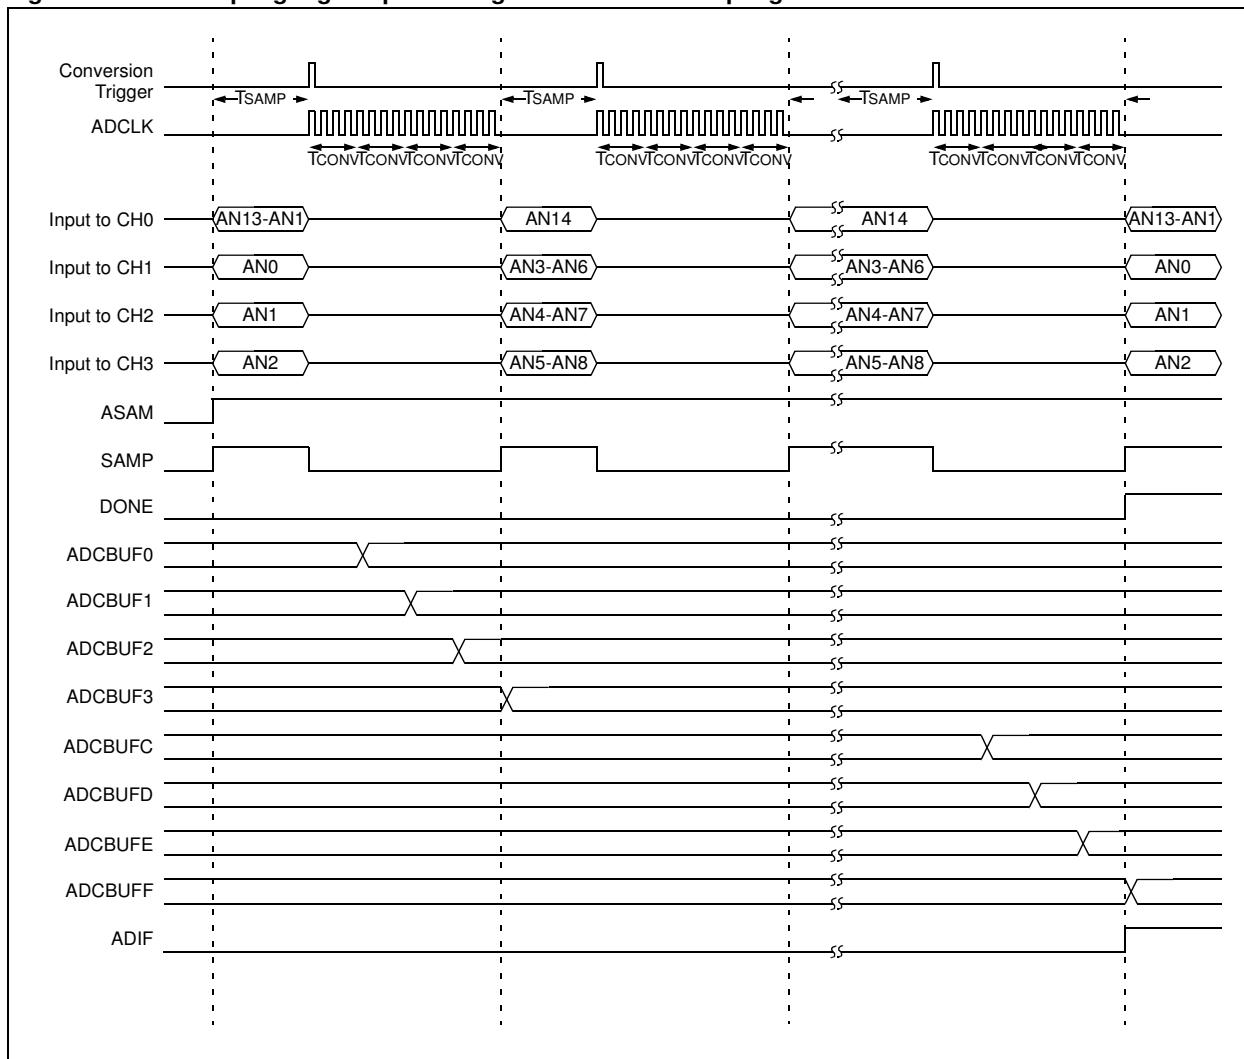 Conversion
Trigger
TSAMP TSAMP TSAMP
ADCLK
TCONV TCONV TCONV TCONV TCONV TCONV TCONV TCONV TCONV TCONV TCONV TCONV
Input to CH0 AN13-AN1 AN14 AN14 AN13-AN1
Input to CH1 AN0 AN3-AN6 AN3-AN6 AN0
Input to CH2 AN1 AN4-AN7 AN4-AN7 AN1
Input to CH3 AN2 AN5-AN8 AN5-AN8 AN2
ASAM
SAMP
DONE
ADCBUF0
ADCBUF1
ADCBUF2
ADCBUF3
ADCBUFC
ADCBUFD
ADCBUFE
ADCBUFF
ADIF